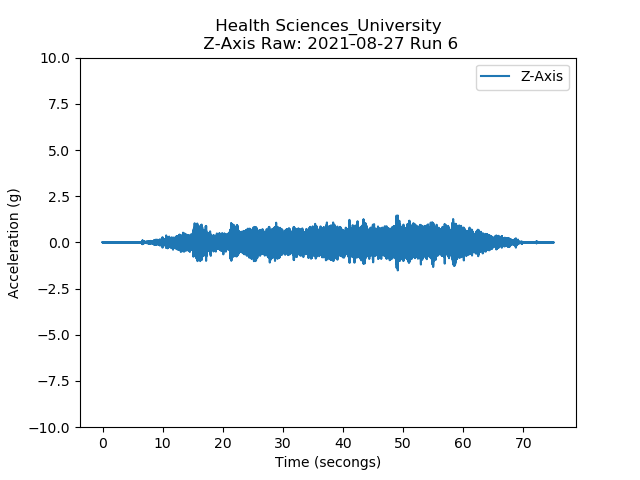 Health Sciences_University
Z-Axis Raw: 2021-08-27 Run 6
Z-Axis
10.0
7.5
5.0
2.5
0.0
−2.5
−5.0
−7.5
−10.0
Acceleration (g)
0 10 20 30 40 50 60 70
Time (secongs)